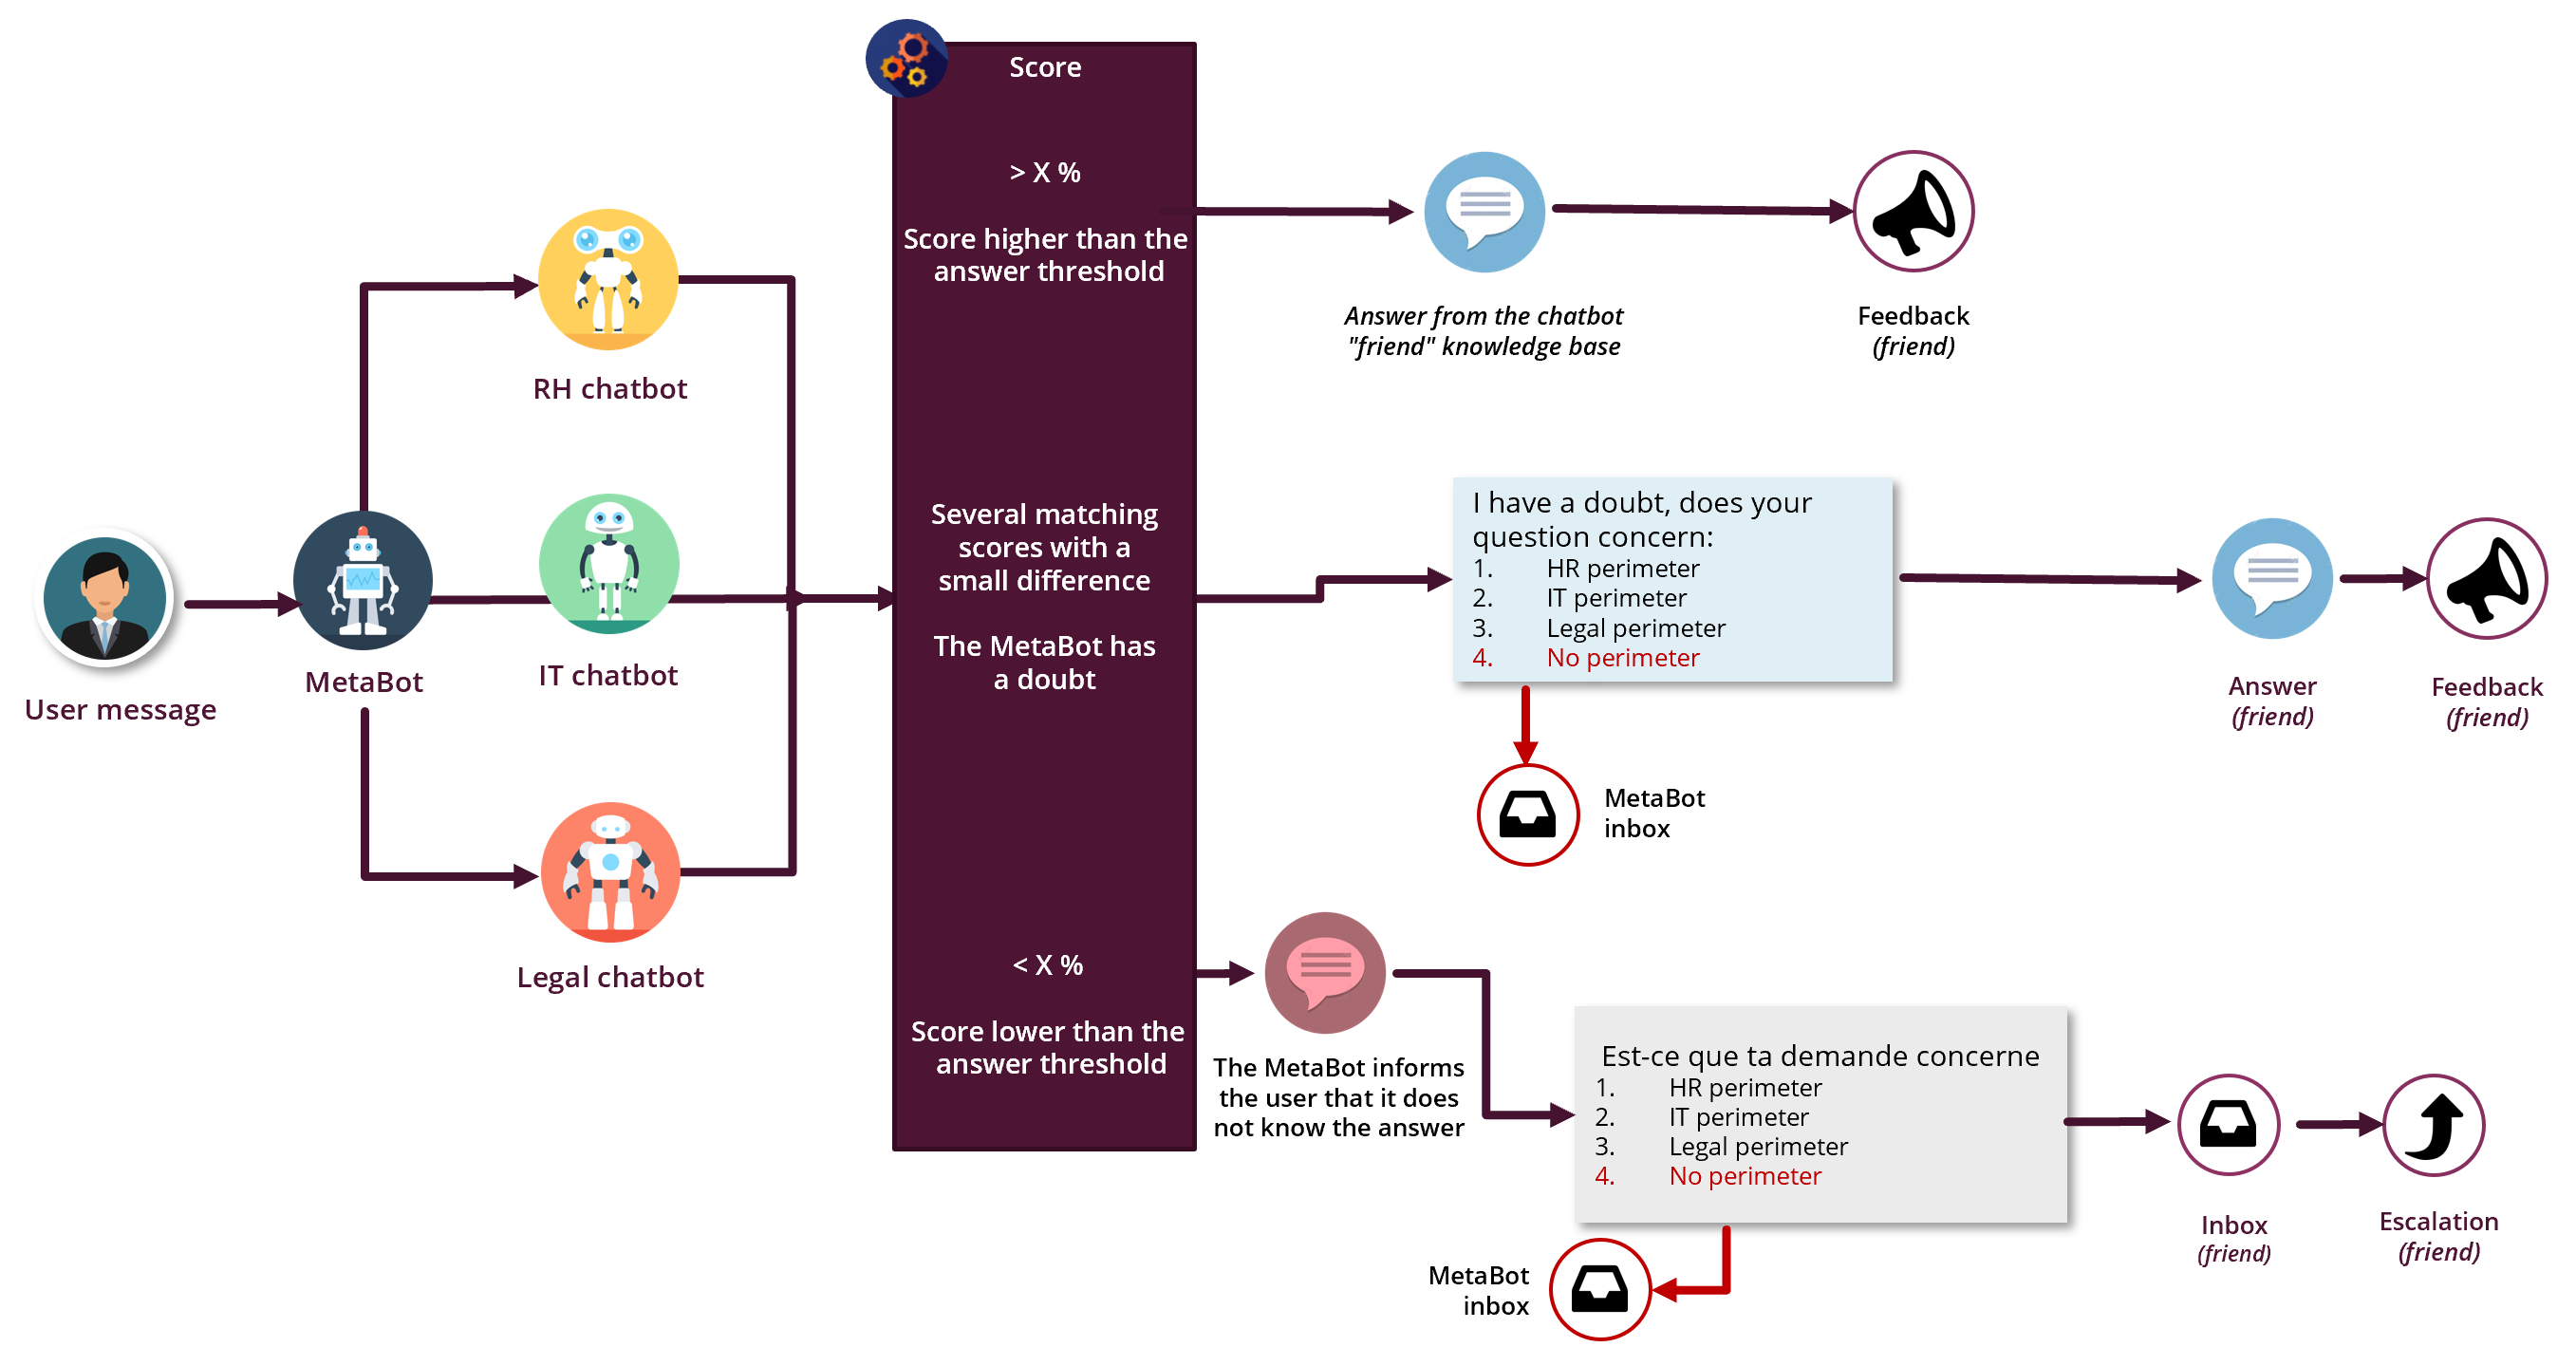 User message
MetaBot
RH chatbot
IT chatbot
Legal chatbot
Score
> X %
Score higher than the
answer threshold
Several matching
scores with a
small difference
The MetaBot has
a doubt
< X %
Score lower than the
answer threshold
Answer from the chatbot
"friend" knowledge base
Feedback
(friend)
I have a doubt, does your
question concern:
1. HR perimeter
2. IT perimeter
3. Legal perimeter
4. No perimeter
MetaBot
inbox
Answer
(friend)
Feedback
(friend)
The MetaBot informs
the user that it does
not know the answer
Est-ce que ta demande concerne
1. HR perimeter
2. IT perimeter
3. Legal perimeter
4. No perimeter
MetaBot
inbox
Inbox
(friend)
Escalation
(friend)